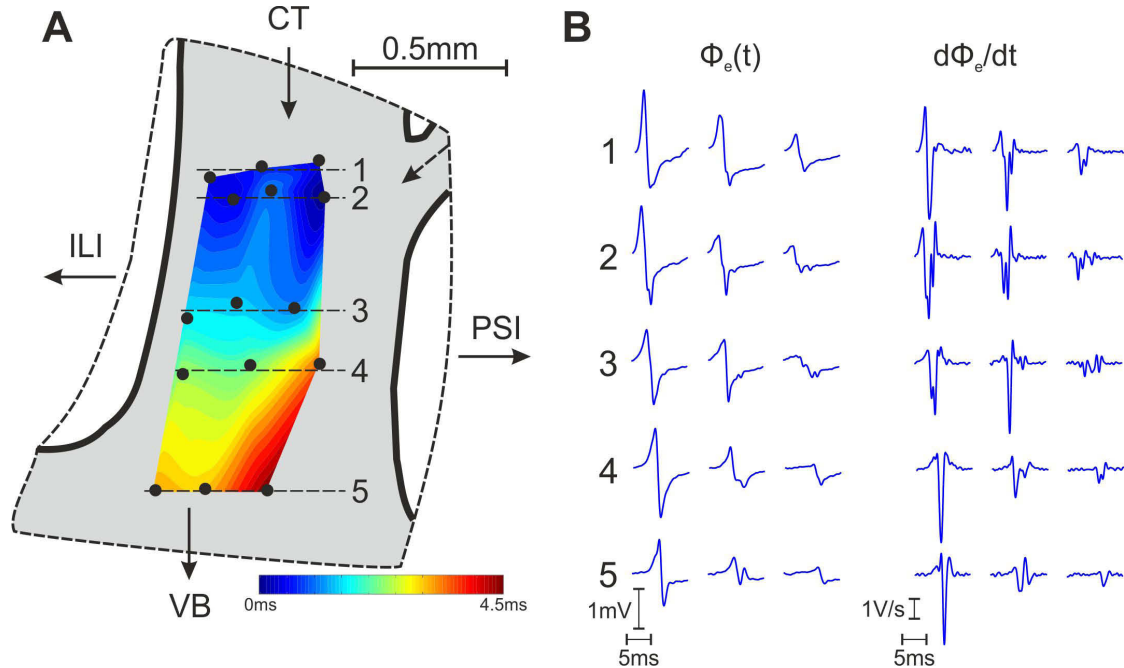 A
CT
0.5mm
1
2
ILI
3
PSI
4
5
VB
0ms
4.5ms
B
Φe(t)
dΦe/dt
1
2
3
4
5
1mV
5ms
1V/s
5ms